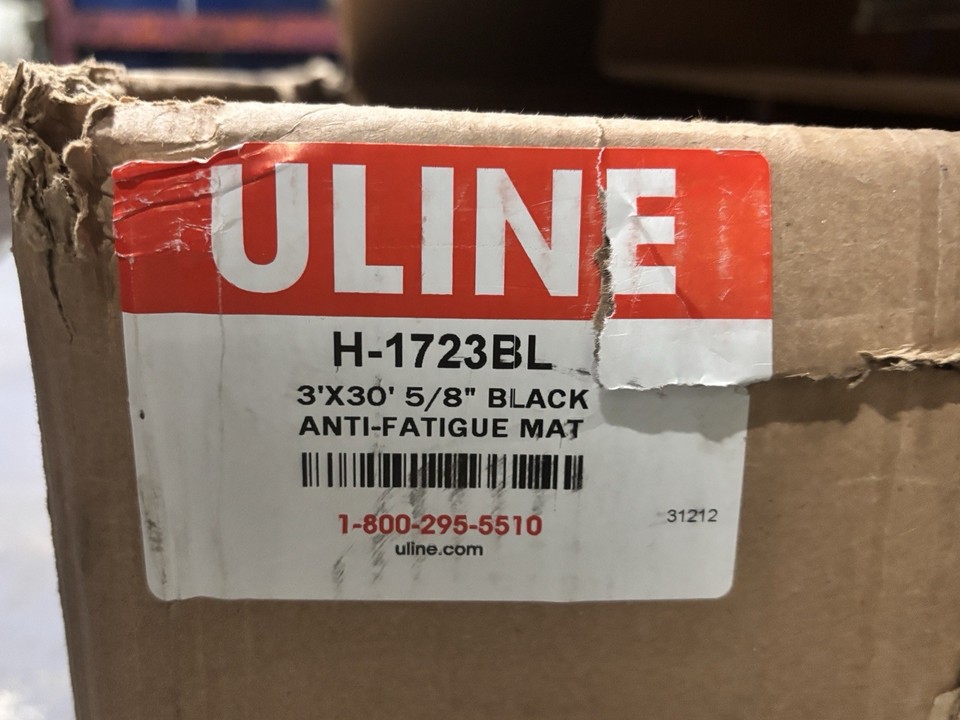 ULINE
H-1723BL
3'X30' 5/8" BLACK
ANTI-FATIGUE MAT
1-800-295-5510
31212
uline.com